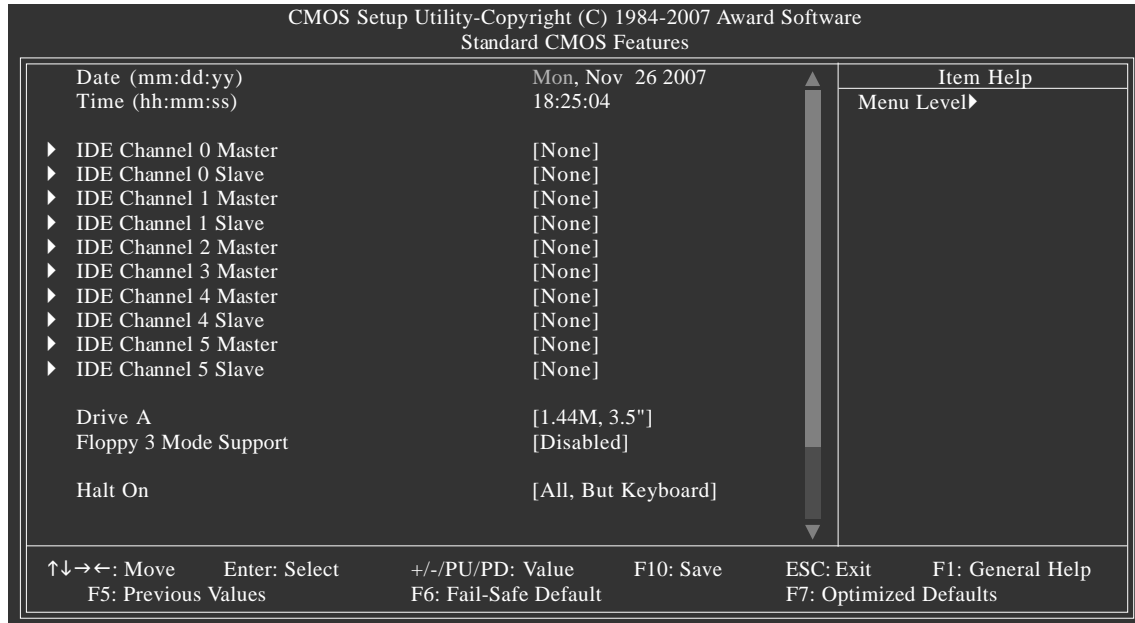 CMOS Setup Utility-Copyright (C) 1984-2007 Award Software
Standard CMOS Features
Date (mm:dd:yy) Mon, Nov 26 2007
Time (hh:mm:ss) 18:25:04
Item Help
Menu Level
IDE Channel 0 Master [None]
IDE Channel 0 Slave [None]
IDE Channel 1 Master [None]
IDE Channel 1 Slave [None]
IDE Channel 2 Master [None]
IDE Channel 3 Master [None]
IDE Channel 4 Master [None]
IDE Channel 4 Slave [None]
IDE Channel 5 Master [None]
IDE Channel 5 Slave [None]
Drive A [1.44M, 3.5"]
Floppy 3 Mode Support [Disabled]
Halt On [All, But Keyboard]
↑↓→←: Move Enter: Select +/-/PU/PD: Value F10: Save ESC: Exit F1: General Help
F5: Previous Values F6: Fail-Safe Default F7: Optimized Defaults